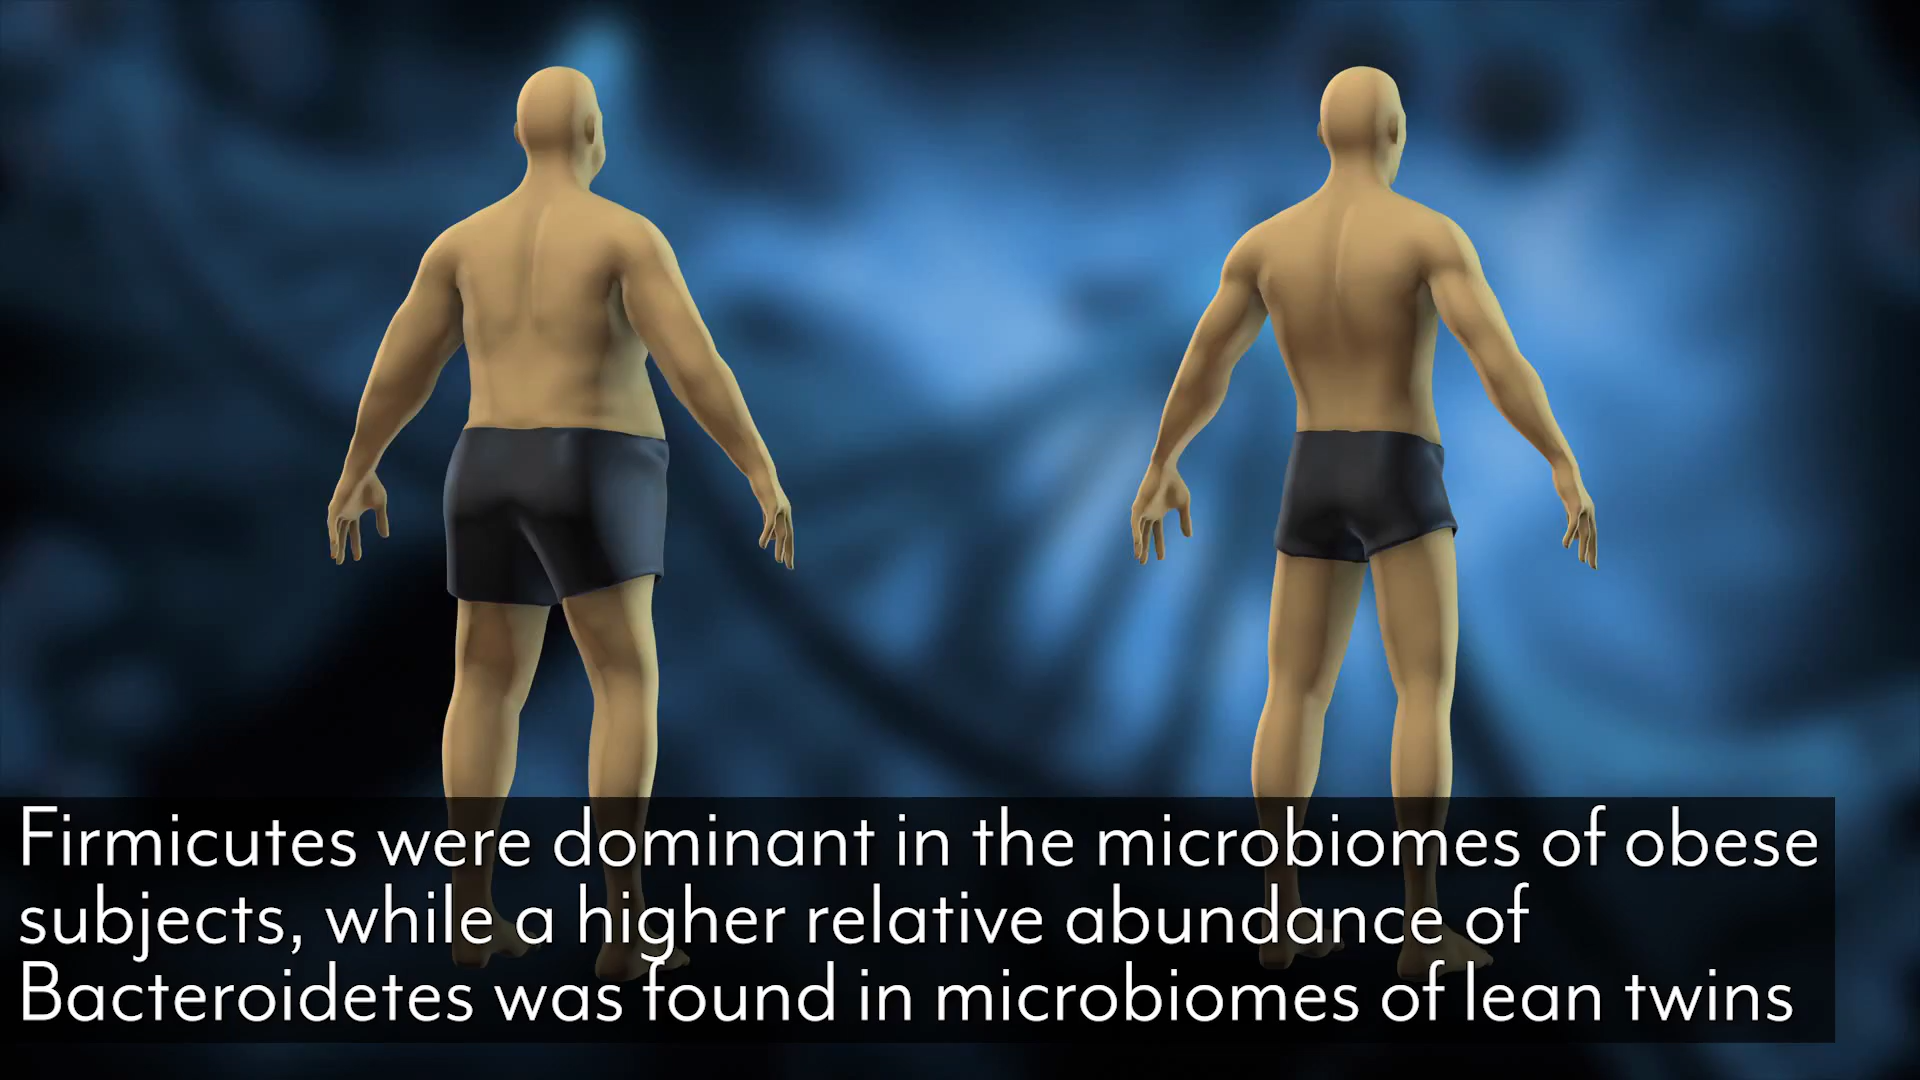 Firmicutes were dominant in the microbiomes of obese
subjects, while a higher relative abundance of
Bacteroidetes was found in microbiomes of lean twins